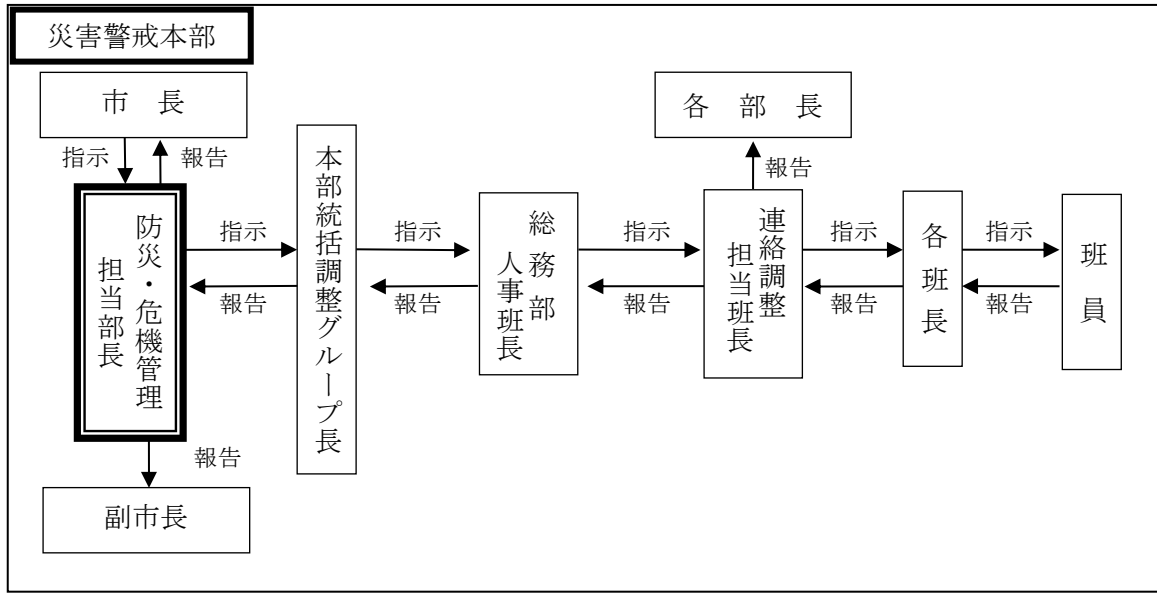 災害警戒本部
市 長
各 部 長
指示
報告
報告
防災・危機管理
担当部長
指示
報告
本部統括調整グループ長
指示
報告
総務部
人事班長
指示
報告
連絡調整
担当班長
指示
報告
各班長
指示
報告
班員
報告
副市長